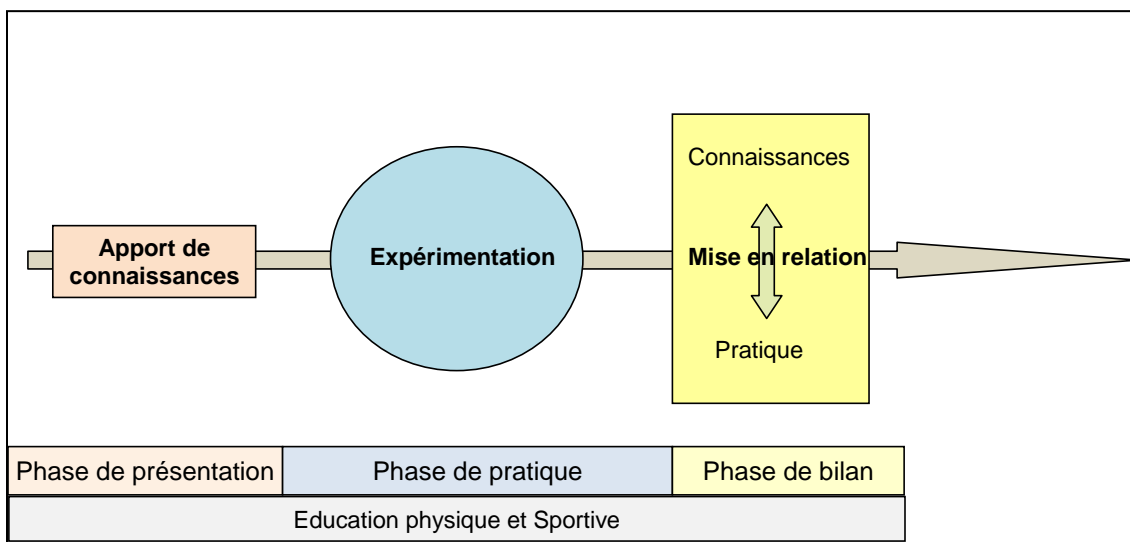 Apport de
connaissances
Expérimentation
Connaissances
Mise en relation
Pratique
Phase de présentation
Phase de pratique
Phase de bilan
Education physique et Sportive